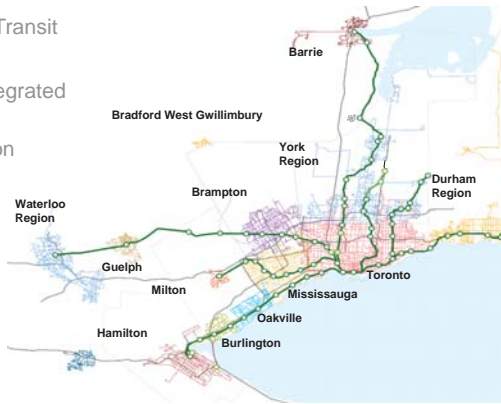 Transit
egrated
on
Barrie
Bradford West Gwillimbury
York
Region
Durham
Region
Brampton
Waterloo
Region
Guelph
Milton
Toronto
Mississauga
Oakville
Hamilton
Burlington